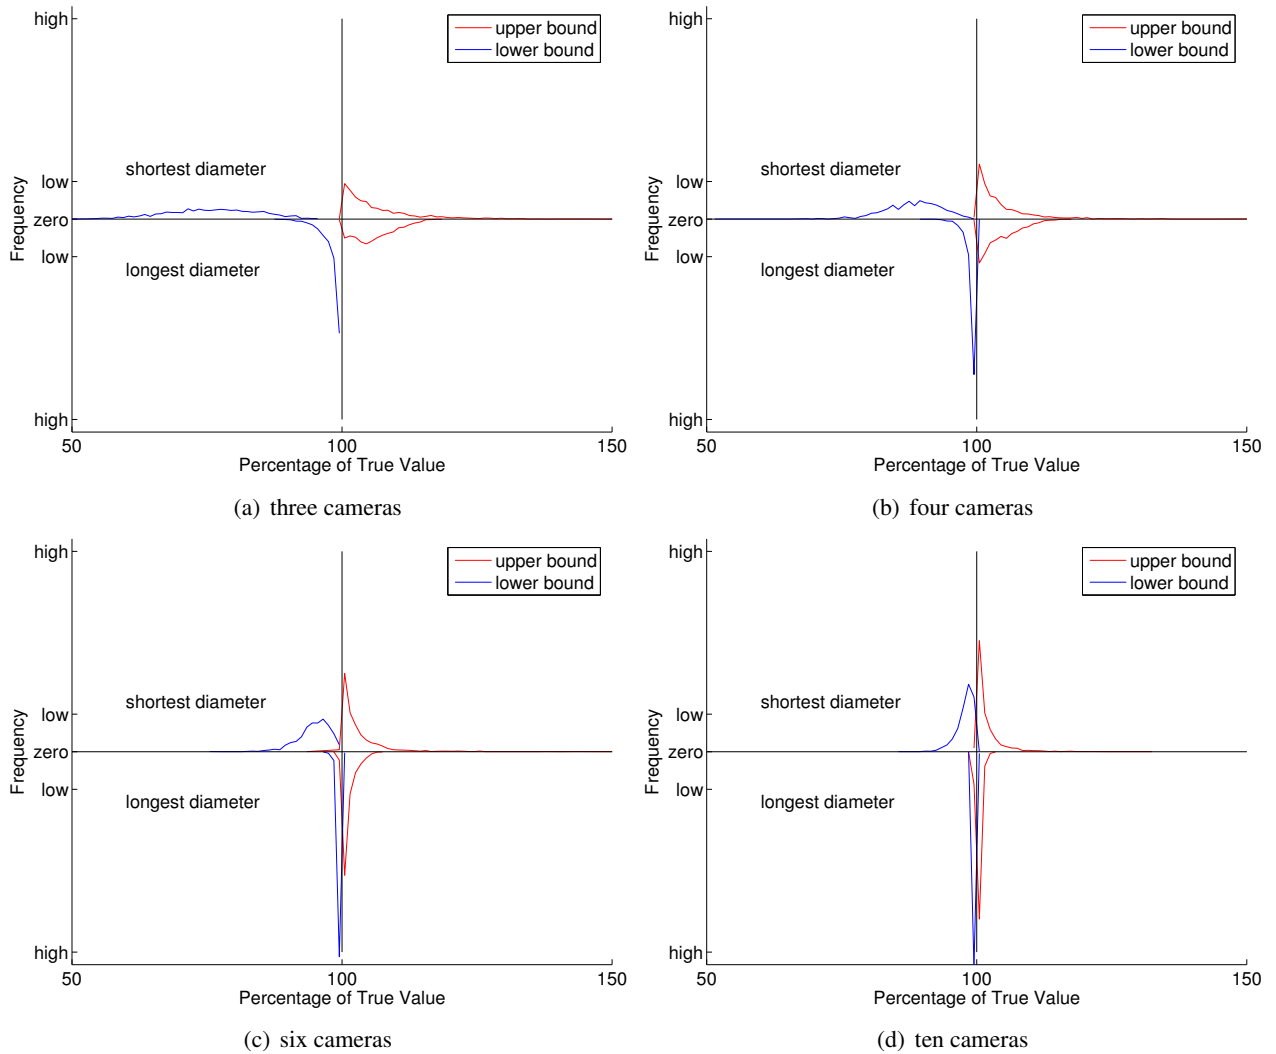 high
upper bound
lower bound
shortest diameter
low
zero
low
longest diameter
high
Frequency
50
100
150
Percentage of True Value
(a) three cameras
high
upper bound
lower bound
shortest diameter
low
zero
low
longest diameter
high
Frequency
50
100
150
Percentage of True Value
(b) four cameras
high
upper bound
lower bound
shortest diameter
low
zero
low
longest diameter
high
Frequency
50
100
150
Percentage of True Value
(c) six cameras
high
upper bound
lower bound
shortest diameter
low
zero
low
longest diameter
high
Frequency
50
100
150
Percentage of True Value
(d) ten cameras